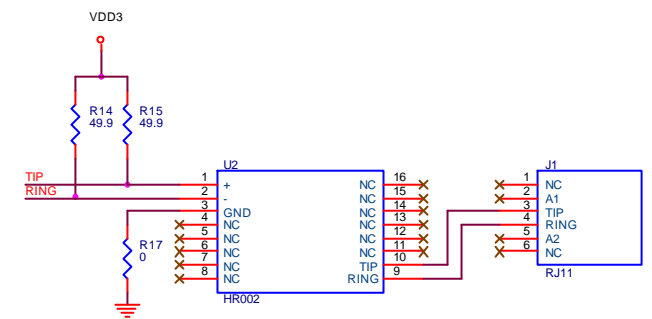 VDD3
R14
49.9
R15
49.9
TIP
RING
R17
0
U2
1 + NC 16
2 - NC 15
3 GND NC 14
4 NC NC 13
5 NC NC 12
6 NC NC 11
7 NC TIP 10
8 NC RING 9
HR002
J1
1 NC
2 A1
3 TIP
4 RING
5 A2
6 NC
RJ11